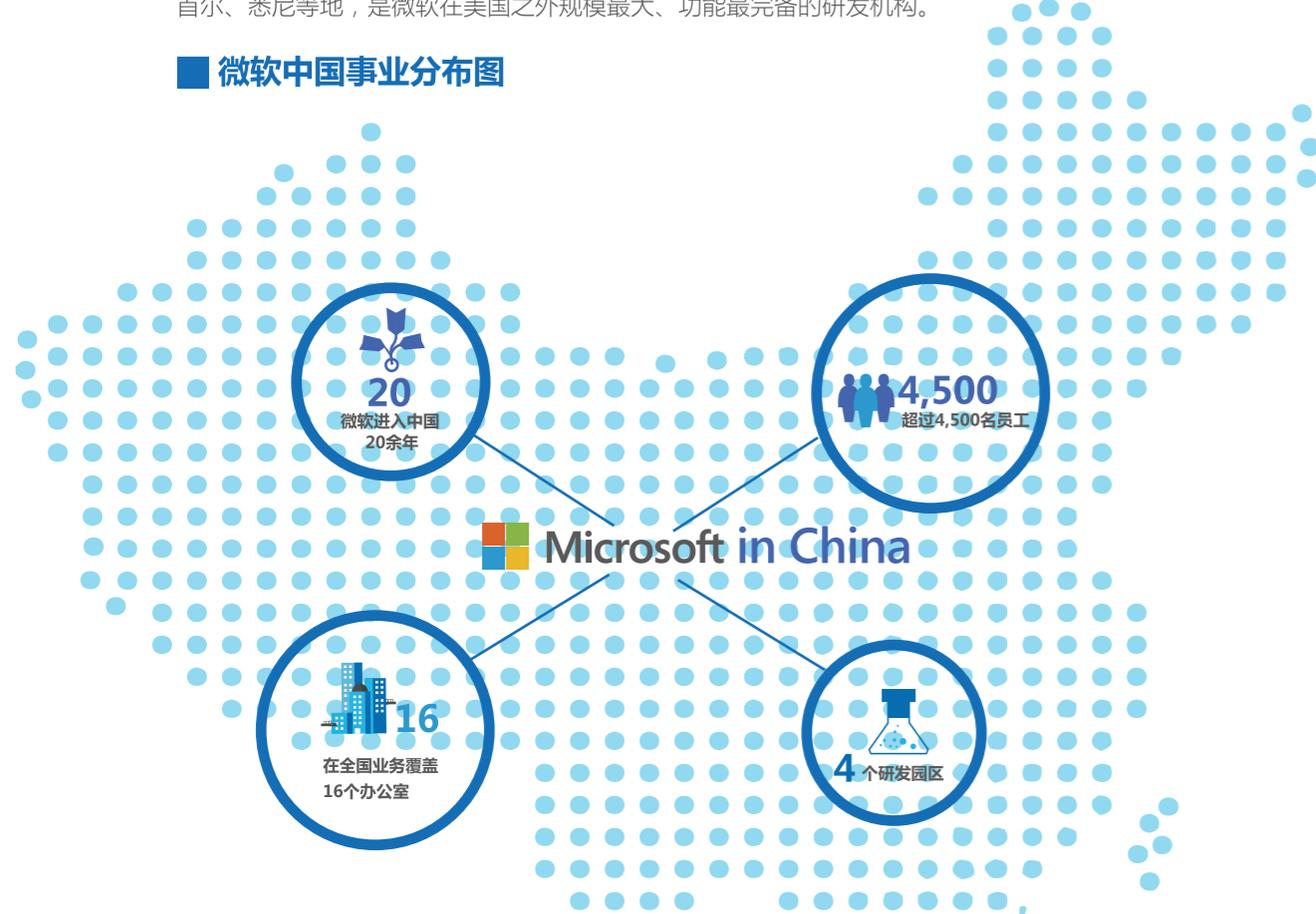 首尔、悉尼等地，是微软在美国之外规模最大、功能最完备的研发机构。
微软中国事业分布图
20
微软进入中国
20余年
4,500
超过4,500名员工
Microsoft in China
16
在全国业务覆盖
16个办公室
4 个研发园区